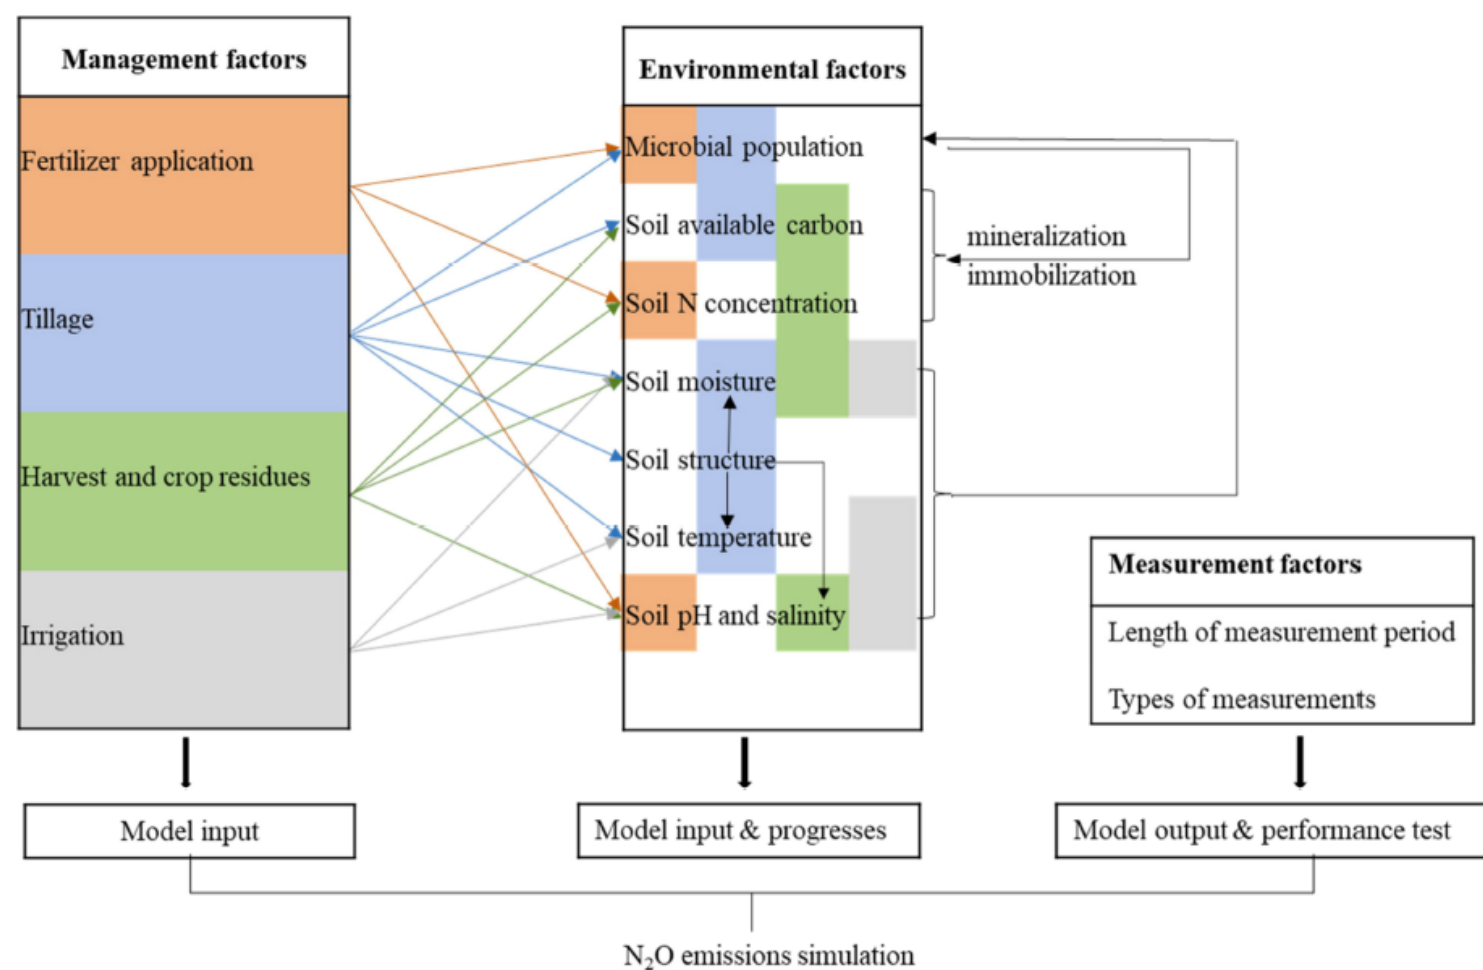 Management factors
Fertilizer application
Tillage
Harvest and crop residues
Irrigation
Environmental factors
Microbial population
Soil available carbon
Soil N concentration
Soil moisture
Soil structure
Soil temperature
Soil pH and salinity
mineralization
immobilization
Measurement factors
Length of measurement period
Types of measurements
Model input
Model input & progresses
Model output & performance test
N₂O emissions simulation